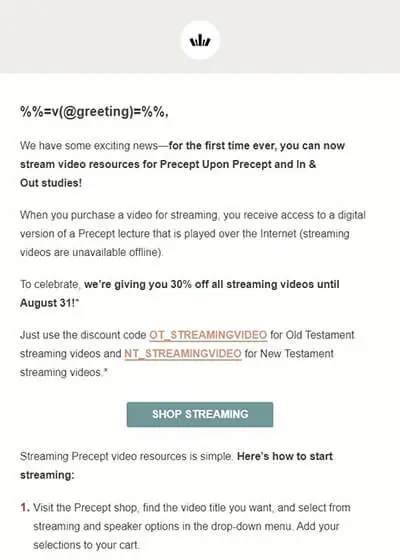 %%=v(@greeting)=%%,
We have some exciting news—for the first time ever, you can now
stream video resources for Precept Upon Precept and In &
Out studies!
When you purchase a video for streaming, you receive access to a digital
version of a Precept lecture that is played over the Internet (streaming
videos are unavailable offline).
To celebrate, we're giving you 30% off all streaming videos until
August 31!*
Just use the discount code OT_STREAMINGVIDEO for Old Testament
streaming videos and NT_STREAMINGVIDEO for New Testament
streaming videos.*
SHOP STREAMING
Streaming Precept video resources is simple. Here's how to start
streaming:
1. Visit the Precept shop, find the video title you want, and select from
streaming and speaker options in the drop-down menu. Add your
selections to your cart.